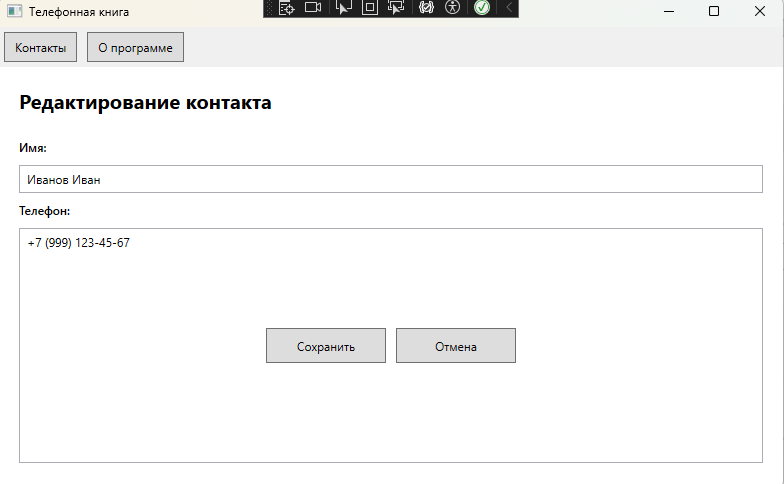 Телефонная книга
Контакты О программе
Редактирование контакта
Имя:
Иванов Иван
Телефон:
+7 (999) 123-45-67
Сохранить Отмена